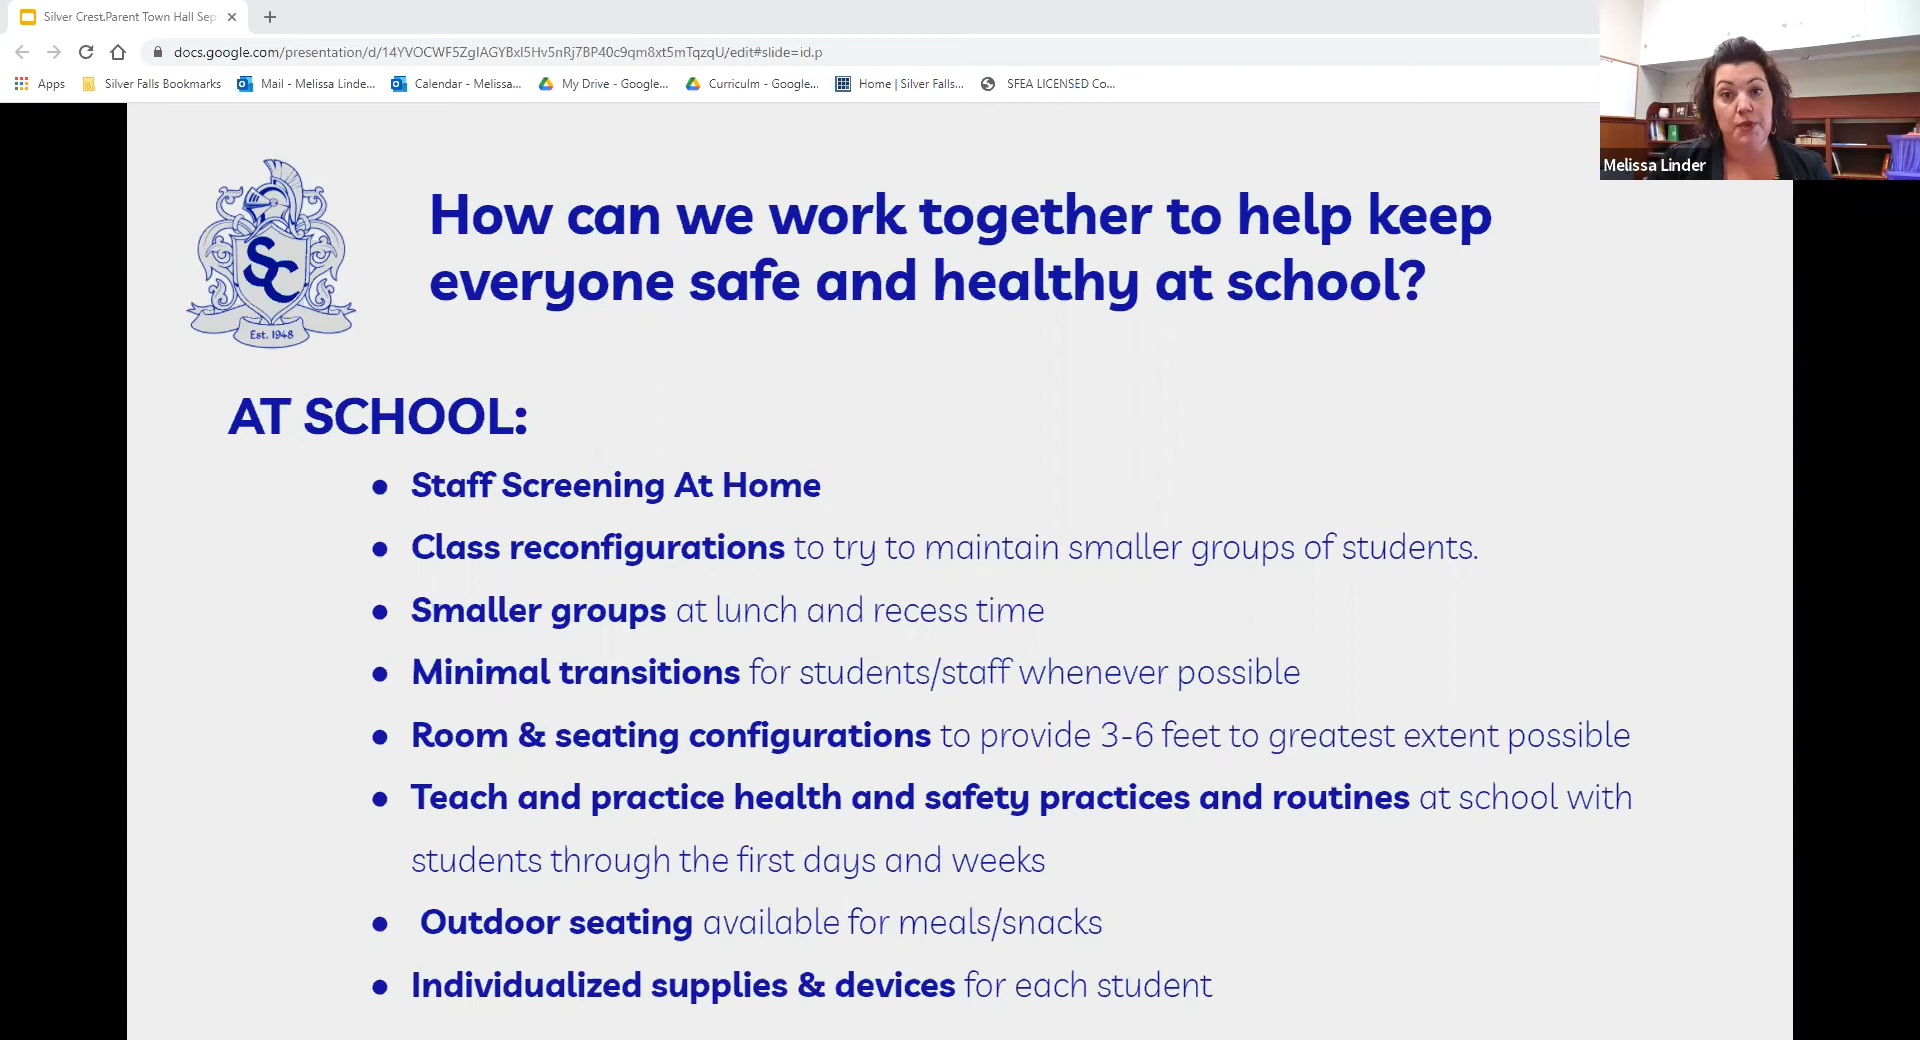 Silver Crest.Parent Town Hall Sep
docs.google.com/presentation/d/14YVOCWF5ZgIAGYBxI5Hv5nRj7BP40c9qm8xt5mTqzqU/edit#slide=id.p
Apps Silver Falls Bookmarks Mail - Melissa Linde... Calendar - Melissa... My Drive - Google... Curriculm - Google... Home | Silver Falls... SFEA LICENSED Co...
Melissa Linder
SC
Est. 1948
How can we work together to help keep
everyone safe and healthy at school?
AT SCHOOL:
● Staff Screening At Home
● Class reconfigurations to try to maintain smaller groups of students.
● Smaller groups at lunch and recess time
● Minimal transitions for students/staff whenever possible
● Room & seating configurations to provide 3-6 feet to greatest extent possible
● Teach and practice health and safety practices and routines at school with
students through the first days and weeks
● Outdoor seating available for meals/snacks
● Individualized supplies & devices for each student